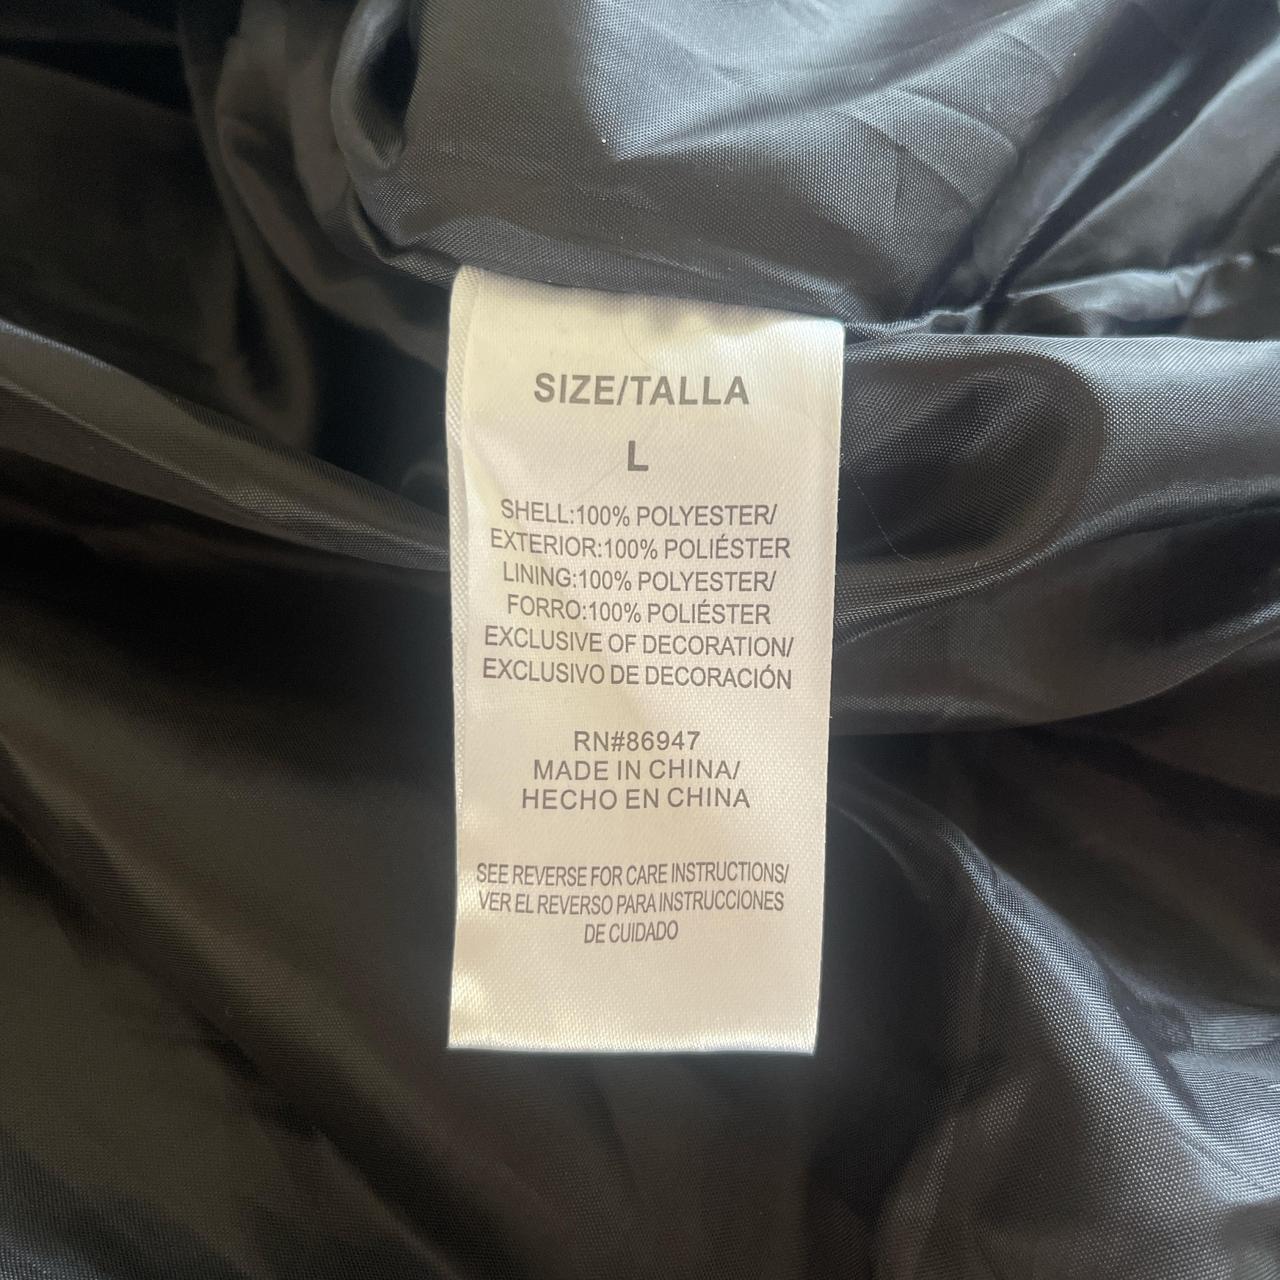 SIZE/TALLA
L
SHELL:100% POLYESTER/
EXTERIOR:100% POLIÉSTER
LINING:100% POLYESTER/
FORRO:100% POLIÉSTER
EXCLUSIVE OF DECORATION/
EXCLUSIVO DE DECORACIÓN
RN#86947
MADE IN CHINA/
HECHO EN CHINA
SEE REVERSE FOR CARE INSTRUCTIONS/
VER EL REVERSO PARA INSTRUCCIONES
DE CUIDADO